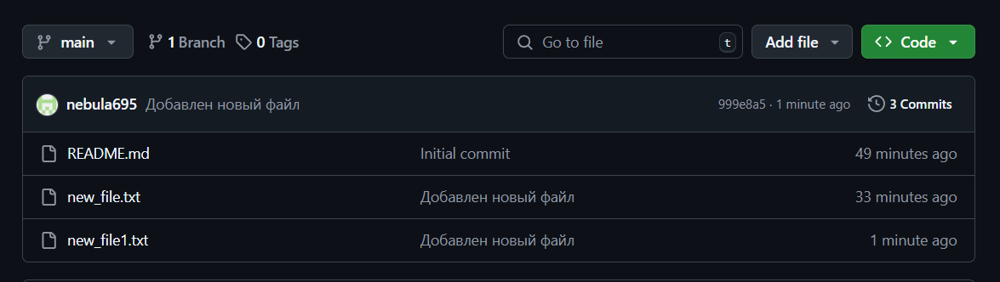 main 1 Branch 0 Tags Go to file t Add file Code
nebula695 Добавлен новый файл 999e8a5 · 1 minute ago 3 Commits
README.md Initial commit 49 minutes ago
new_file.txt Добавлен новый файл 33 minutes ago
new_file1.txt Добавлен новый файл 1 minute ago